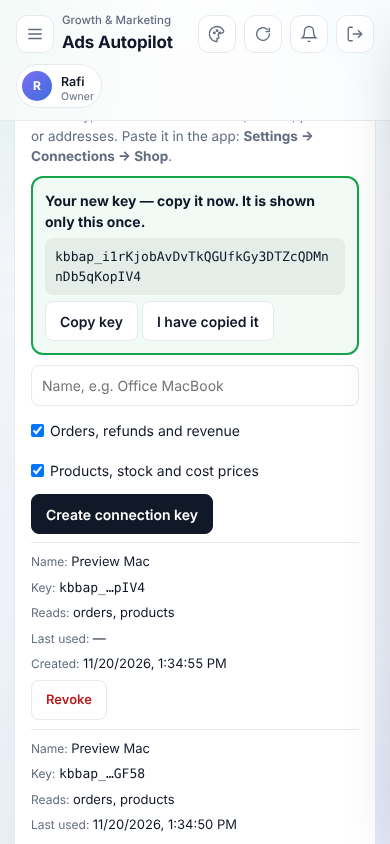 Growth & Marketing
Ads Autopilot
R
Rafi
Owner
or addresses. Paste it in the app: Settings →
Connections → Shop.
Your new key — copy it now. It is shown
only this once.
kbbap_i1rKjobAvDvTkQGUfkGy3DTZcQDMn
nDb5qKopIV4
Copy key
I have copied it
Name, e.g. Office MacBook
Orders, refunds and revenue
Products, stock and cost prices
Create connection key
Name: Preview Mac
Key: kbbap_…pIV4
Reads: orders, products
Last used: —
Created: 11/20/2026, 1:34:55 PM
Revoke
Name: Preview Mac
Key: kbbap_…GF58
Reads: orders, products
Last used: 11/20/2026, 1:34:50 PM